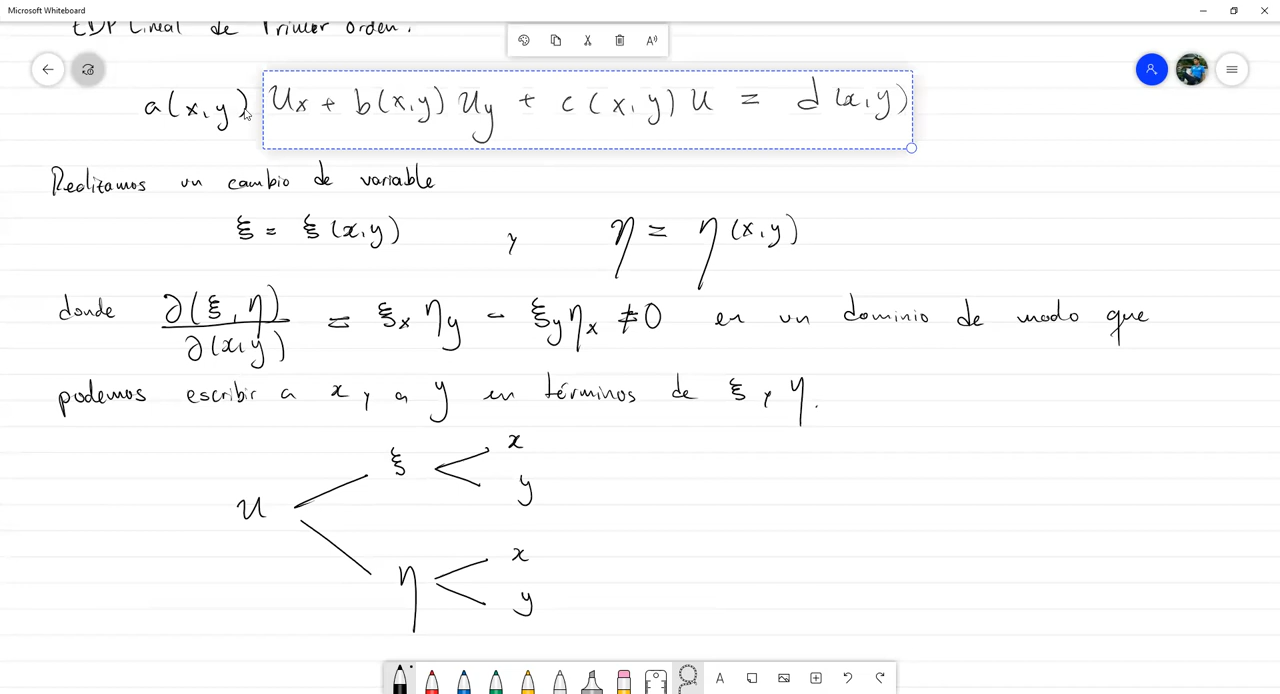 Microsoft Whiteboard
EDP Lineal de Primer Orden.
a(x,y) Ux + b(x,y) Uy + c(x,y) u = d(x,y)
Realizamos un cambio de variable
ξ = ξ(x,y) y η = η(x,y)
donde ∂(ξ,η)/∂(x,y) = ξx ηy - ξy ηx ≠ 0 en un dominio de modo que
podemos escribir a x y a y en términos de ξ y η.
x
ξ
y
u
x
η
y
A